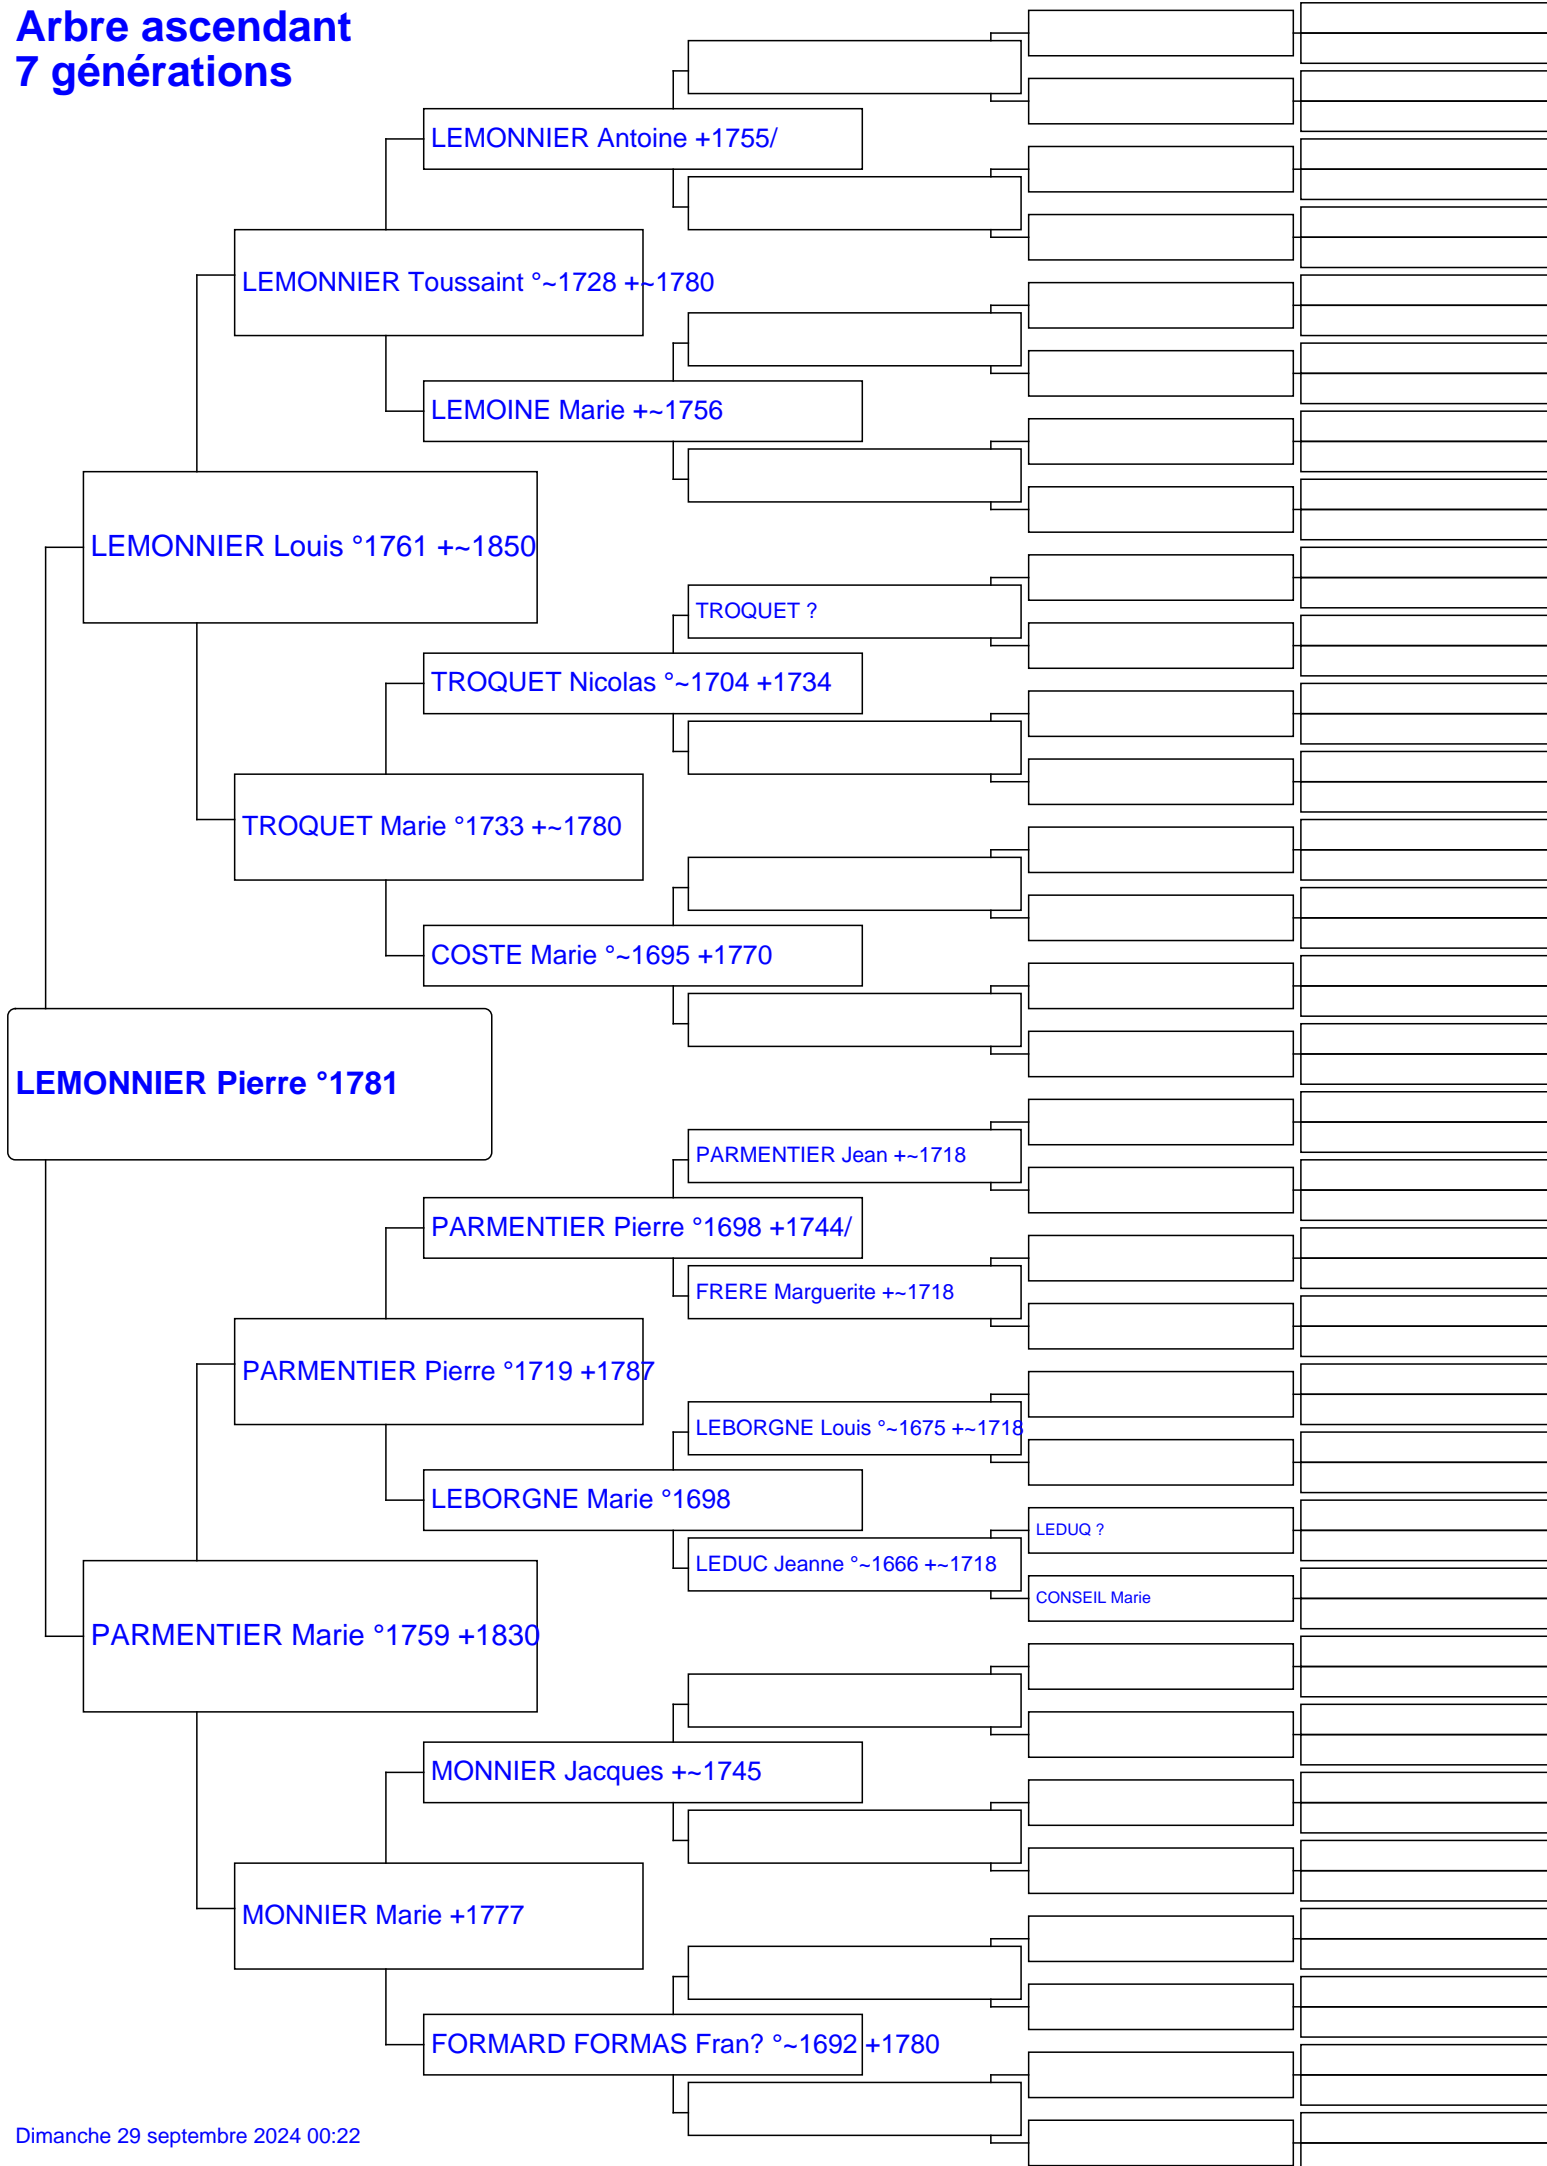 Arbre ascendant
7 générations
LEMONNIER Antoine +1755/
LEMONNIER Toussaint °~1728 +~1780
LEMOINE Marie +~1756
LEMONNIER Louis °1761 +~1850
TROQUET ?
TROQUET Nicolas °~1704 +1734
TROQUET Marie °1733 +~1780
COSTE Marie °~1695 +1770
LEMONNIER Pierre °1781
PARMENTIER Jean +~1718
PARMENTIER Pierre °1698 +1744/
FRERE Marguerite +~1718
PARMENTIER Pierre °1719 +1787
LEBORGNE Louis °~1675 +~1718
LEBORGNE Marie °1698
LEDUQ ?
LEDUC Jeanne °~1666 +~1718
CONSEIL Marie
PARMENTIER Marie °1759 +1830
MONNIER Jacques +~1745
MONNIER Marie +1777
FORMARD FORMAS Fran? °~1692 +1780
Dimanche 29 septembre 2024 00:22